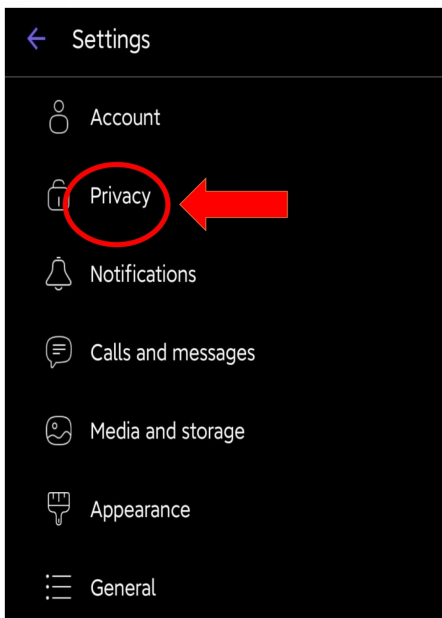 Settings
Account
Privacy
Notifications
Calls and messages
Media and storage
Appearance
General